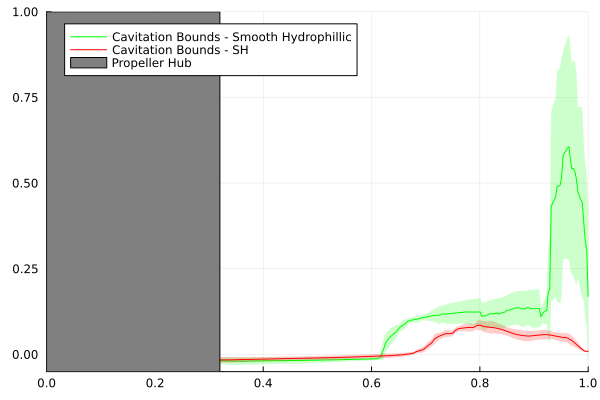 1.00
Cavitation Bounds - Smooth Hydrophillic
Cavitation Bounds - SH
Propeller Hub
0.75
0.50
0.25
0.00
0.0 0.2 0.4 0.6 0.8 1.0